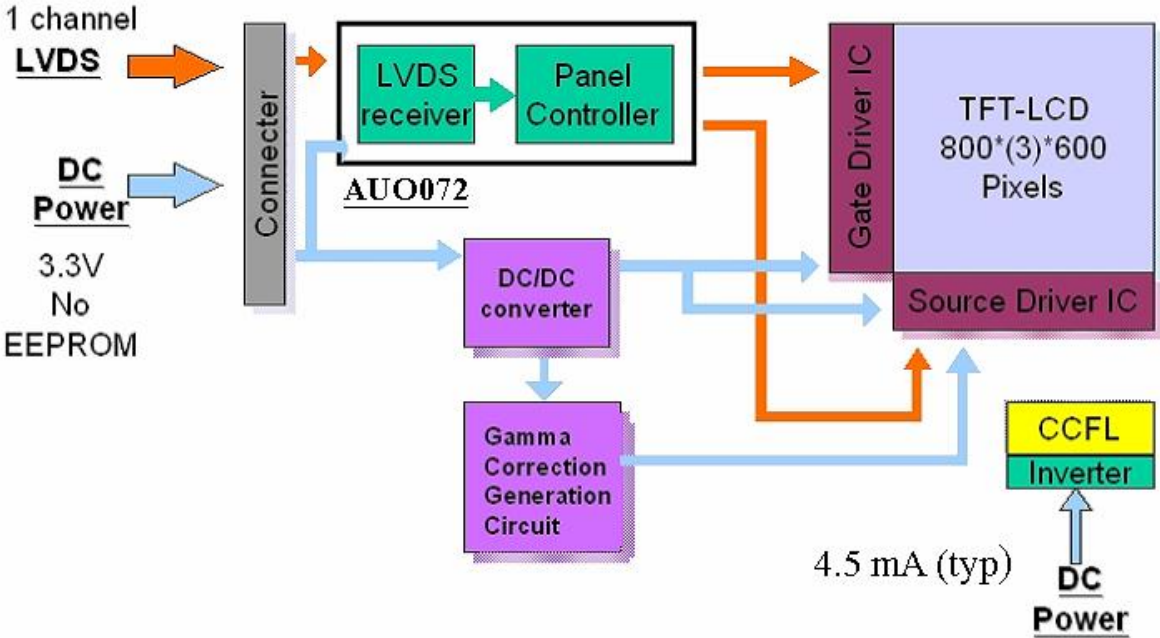 1 channel
LVDS
DC
Power
3.3V
No
EEPROM
Connecter
LVDS
receiver
Panel
Controller
AUO072
DC/DC
converter
Gamma
Correction
Generation
Circuit
Gate Driver IC
TFT-LCD
800*(3)*600
Pixels
Source Driver IC
CCFL
Inverter
4.5 mA (typ)
DC
Power